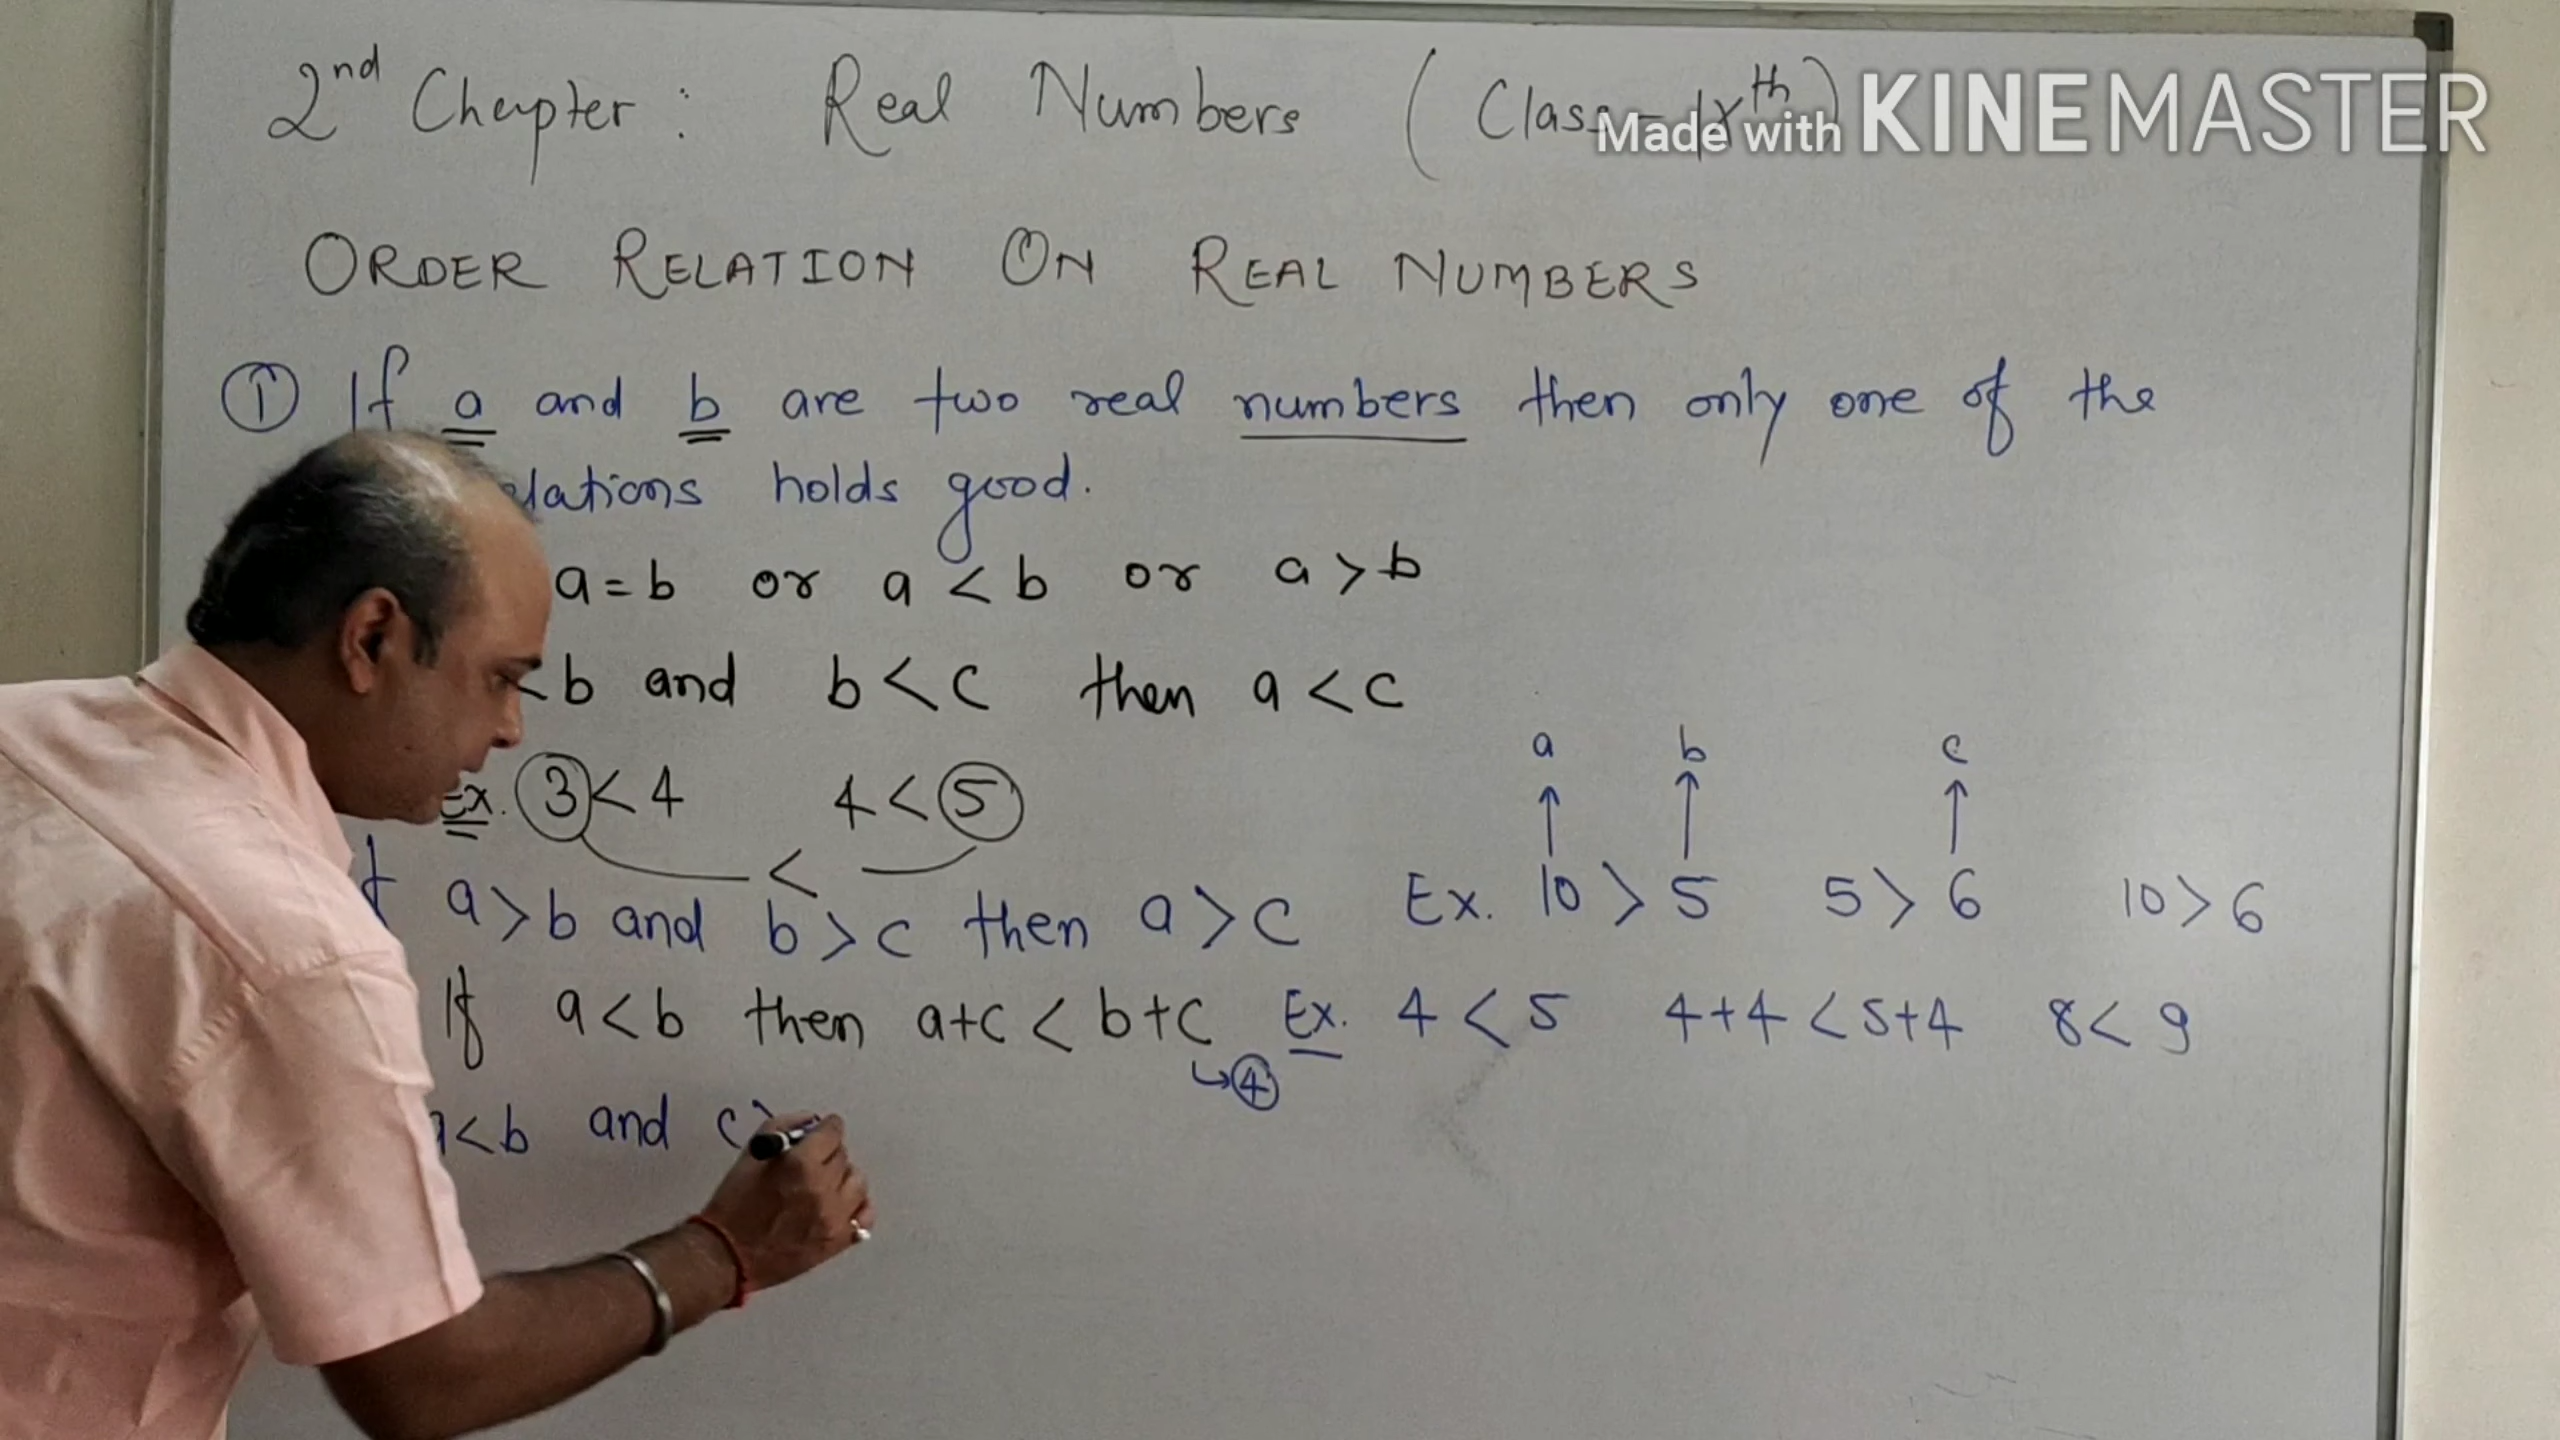 2nd Chapter : Real Numbers ( Class - IXth )
Made with KINEMASTER
ORDER RELATION ON REAL NUMBERS
① If a and b are two real numbers then only one of the
lations holds good.
a = b or a < b or a > b
< b and b < c then a < c
a b c
Ex. 3 < 4 4 < 5
<
a > b and b > c then a > c Ex. 10 > 5 5 > 6 10 > 6
If a < b then a+c < b+c Ex. 4 < 5 4+4 < 5+4 8 < 9
↳ ④
a < b and c >